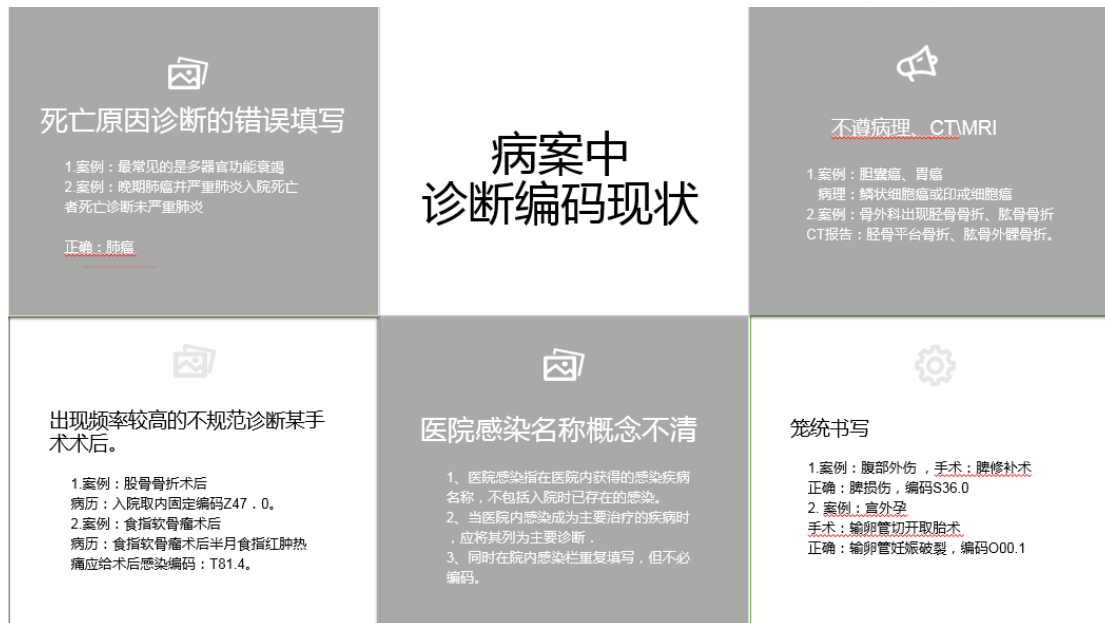 死亡原因诊断的错误填写
1.案例：最常见的是多器官功能衰竭
2.案例：晚期肺癌并严重肺炎入院死亡
者死亡诊断未严重肺炎
正确：肺癌
病案中
诊断编码现状
不遵病理、CT\MRI
1.案例：胆囊癌、胃癌
病理：鳞状细胞癌或印戒细胞癌
2.案例：骨外科出现胫骨骨折、肱骨骨折
CT报告：胫骨平台骨折、肱骨外髁骨折。
出现频率较高的不规范诊断某手
术术后。
1.案例：股骨骨折术后
病历：入院取内固定编码Z47．0。
2.案例：食指软骨瘤术后
病历：食指软骨瘤术后半月食指红肿热
痛应给术后感染编码：T81.4。
医院感染名称概念不清
1、医院感染指在医院内获得的感染疾病
名称，不包括入院时已存在的感染。
2、当医院内感染成为主要治疗的疾病时
，应将其列为主要诊断．
3、同时在院内感染栏重复填写，但不必
编码。
笼统书写
1.案例：腹部外伤 ，手术：脾修补术
正确：脾损伤，编码S36.0
2. 案例：宫外孕
手术：输卵管切开取胎术
正确：输卵管妊娠破裂，编码O00.1